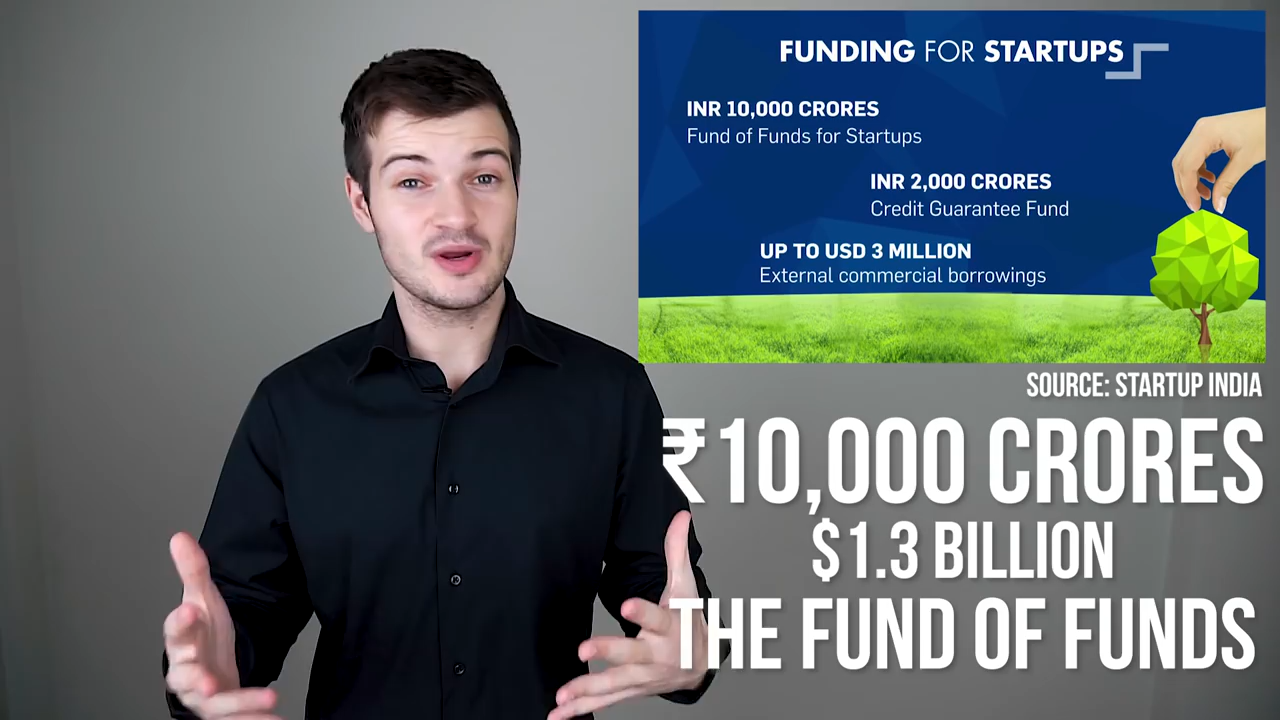 FUNDING FOR STARTUPS
INR 10,000 CRORES
Fund of Funds for Startups
INR 2,000 CRORES
Credit Guarantee Fund
UP TO USD 3 MILLION
External commercial borrowings
SOURCE: STARTUP INDIA
₹10,000 CRORES
$1.3 BILLION
THE FUND OF FUNDS